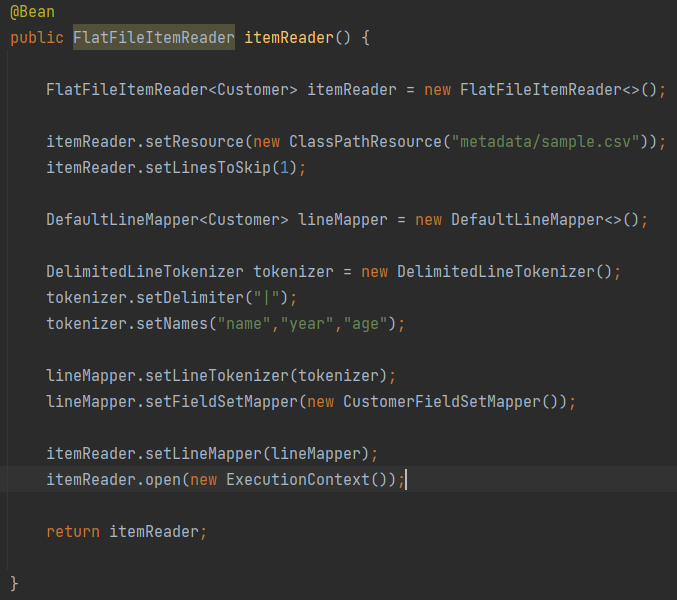 @Bean
public FlatFileItemReader itemReader() {
FlatFileItemReader<Customer> itemReader = new FlatFileItemReader<>();
itemReader.setResource(new ClassPathResource("metadata/sample.csv"));
itemReader.setLinesToSkip(1);
DefaultLineMapper<Customer> lineMapper = new DefaultLineMapper<>();
DelimitedLineTokenizer tokenizer = new DelimitedLineTokenizer();
tokenizer.setDelimiter("|");
tokenizer.setNames("name","year","age");
lineMapper.setLineTokenizer(tokenizer);
lineMapper.setFieldSetMapper(new CustomerFieldSetMapper());
itemReader.setLineMapper(lineMapper);
itemReader.open(new ExecutionContext());
return itemReader;
}